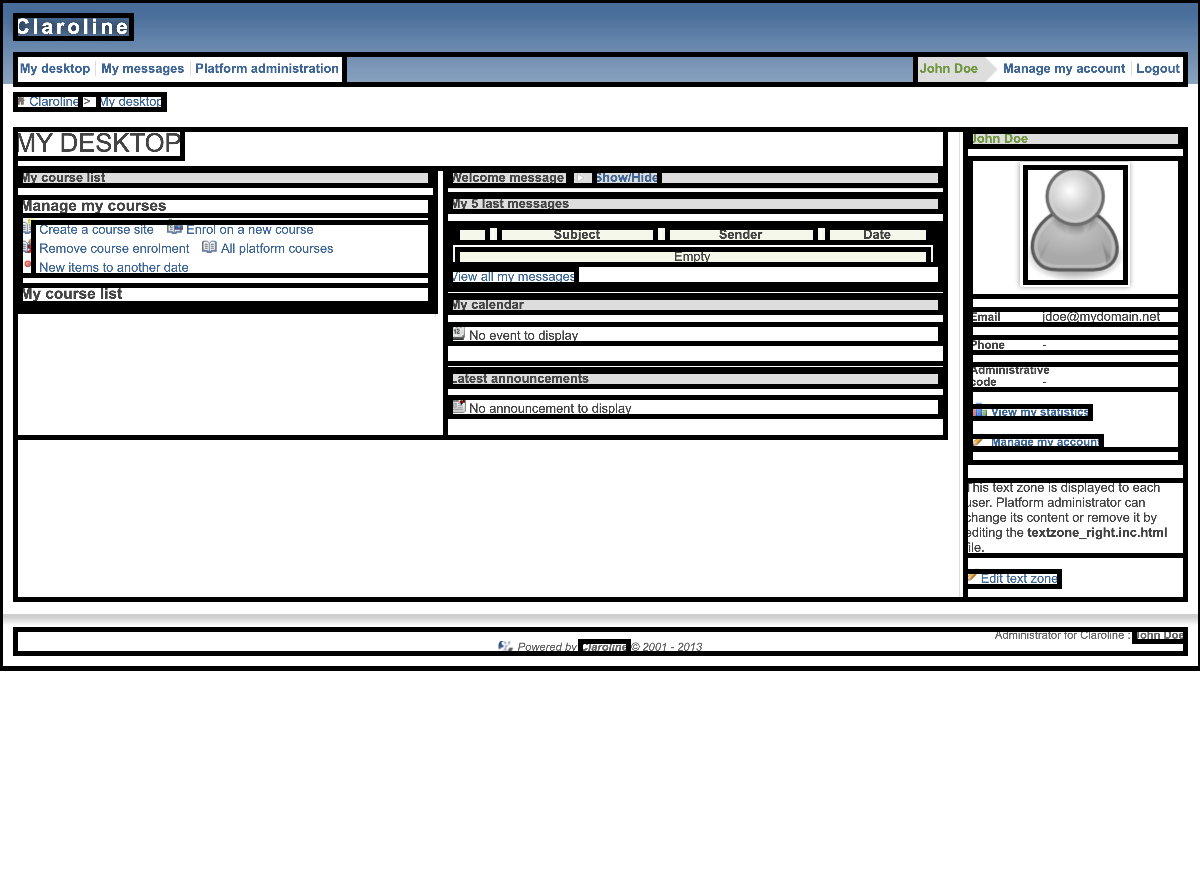 Claroline
My desktop My messages Platform administration
John Doe Manage my account Logout
Claroline > My desktop
MY DESKTOP
My course list
Manage my courses
Create a course site Enrol on a new course
Remove course enrolment All platform courses
New items to another date
My course list
Welcome message Show/Hide
My 5 last messages
Subject Sender Date
Empty
View all my messages
My calendar
No event to display
Latest announcements
No announcement to display
John Doe
Email jdoe@mydomain.net
Phone -
Administrative
code -
View my statistics
Manage my account
This text zone is displayed to each
user. Platform administrator can
change its content or remove it by
editing the textzone_right.inc.html
file.
Edit text zone
Administrator for Claroline : John Doe
Powered by Claroline © 2001 - 2013